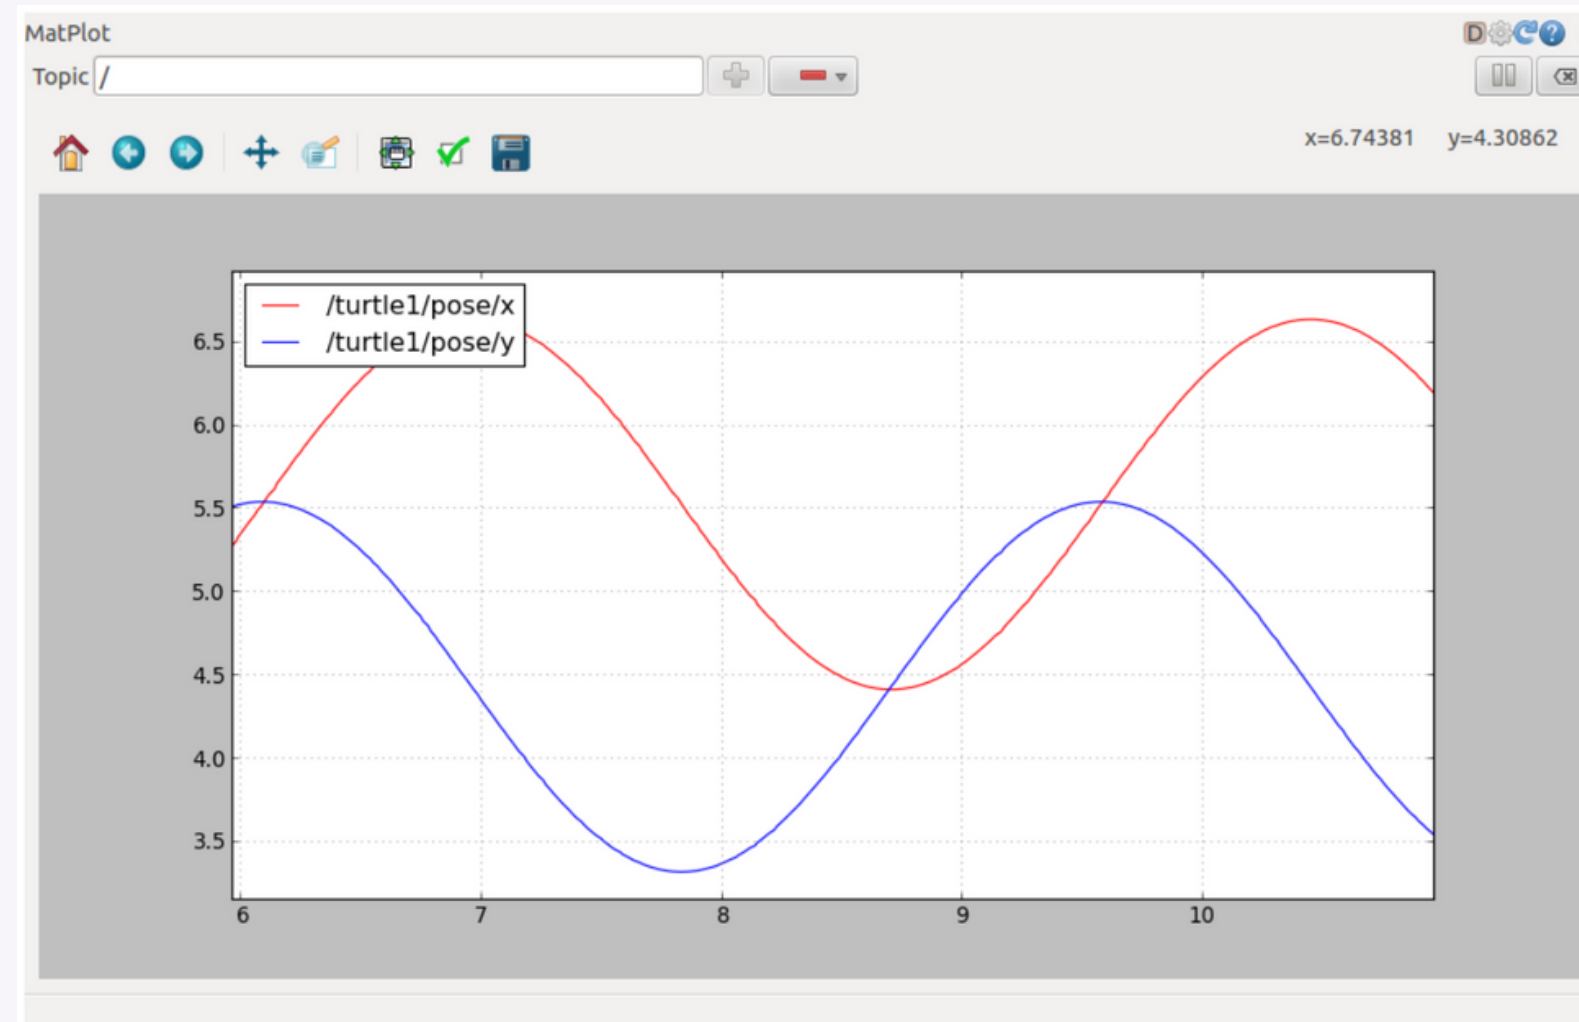 MatPlot
D
Topic /
x=6.74381 y=4.30862
/turtle1/pose/x
/turtle1/pose/y
6.5
6.0
5.5
5.0
4.5
4.0
3.5
6 7 8 9 10